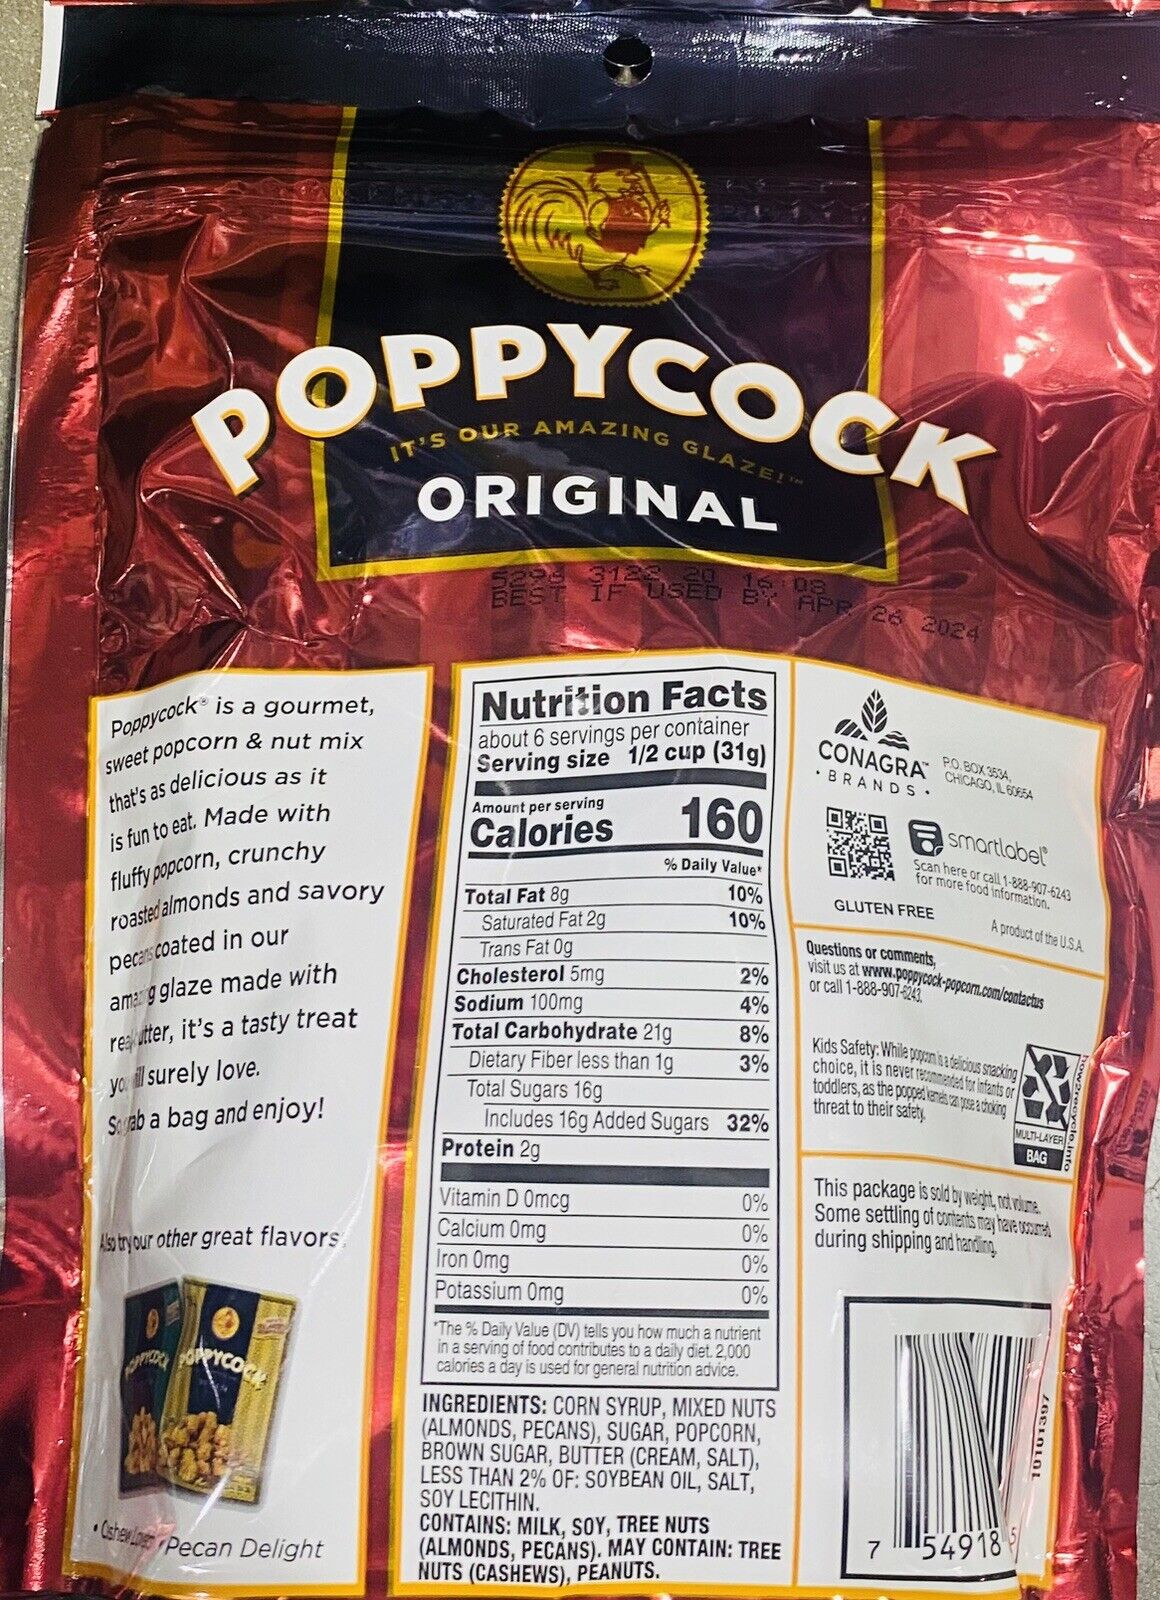 POPPYCOCK
IT'S OUR AMAZING GLAZE!™
ORIGINAL
3122 20 16:08
BEST IF USED BY APR 26 2024
Poppycock® is a gourmet,
sweet popcorn & nut mix
that's as delicious as it
is fun to eat. Made with
fluffy popcorn, crunchy
roasted almonds and savory
coated in our
glaze made with
it's a tasty treat
surely love.
a bag and enjoy!
Also try our other great flavors
POPPYCOCK POPPYCOCK
• Pecan Delight
Nutrition Facts
about 6 servings per container
Serving size 1/2 cup (31g)
Amount per serving
Calories 160
% Daily Value*
Total Fat 8g 10%
Saturated Fat 2g 10%
Trans Fat 0g
Cholesterol 5mg 2%
Sodium 100mg 4%
Total Carbohydrate 21g 8%
Dietary Fiber less than 1g 3%
Total Sugars 16g
Includes 16g Added Sugars 32%
Protein 2g
Vitamin D 0mcg 0%
Calcium 0mg 0%
Iron 0mg 0%
Potassium 0mg 0%
*The % Daily Value (DV) tells you how much a nutrient
in a serving of food contributes to a daily diet. 2,000
calories a day is used for general nutrition advice.
INGREDIENTS: CORN SYRUP, MIXED NUTS
(ALMONDS, PECANS), SUGAR, POPCORN,
BROWN SUGAR, BUTTER (CREAM, SALT),
LESS THAN 2% OF: SOYBEAN OIL, SALT,
SOY LECITHIN.
CONTAINS: MILK, SOY, TREE NUTS
(ALMONDS, PECANS). MAY CONTAIN: TREE
NUTS (CASHEWS), PEANUTS.
CONAGRA™
• BRANDS •
P.O. BOX 3534,
CHICAGO, IL 60654
smartlabel®
Scan here or call 1-888-907-6243
for more food information.
GLUTEN FREE
A product of the U.S.A.
Questions or comments,
visit us at www.poppycock-popcorn.com/contactus
or call 1-888-907-6243.
Kids Safety: While popcorn is a delicious snacking
choice, it is never recommended for infants or
toddlers, as the popped kernels can pose a choking
threat to their safety.
MULTI-LAYER
BAG
how2recycle.info
This package is sold by weight, not volume.
Some settling of contents may have occurred
during shipping and handling.
10101397
7 54918 5